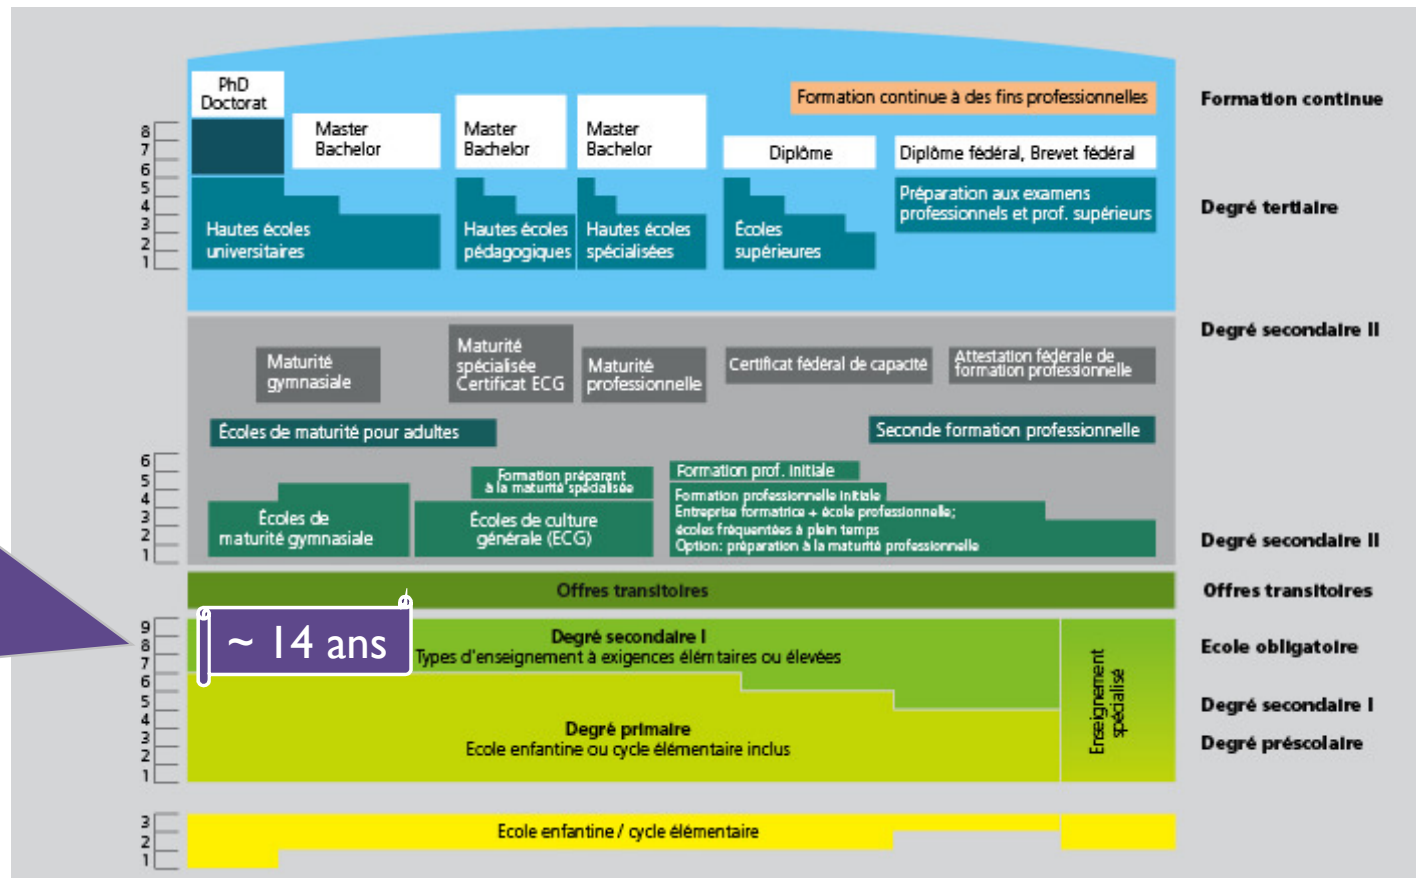 PhD
Doctorat
Formation continue à des fins professionnelles
Formation continue
8
7
6
5
4
3
2
1
Master
Bachelor
Master
Bachelor
Master
Bachelor
Diplôme
Diplôme fédéral, Brevet fédéral
Préparation aux examens
professionnels et prof. supérieurs
Degré tertiaire
Hautes écoles
universitaires
Hautes écoles
pédagogiques
Hautes écoles
spécialisées
Écoles
supérieures
Degré secondaire II
Maturité
gymnasiale
Maturité
spécialisée
Certificat ECG
Maturité
professionnelle
Certificat fédéral de capacité
Attestation fédérale de
formation professionnelle
Écoles de maturité pour adultes
Seconde formation professionnelle
6
5
4
3
2
1
Formation préparant
à la maturité spécialisée
Formation prof. initiale
Écoles de
maturité gymnasiale
Écoles de culture
générale (ECG)
Formation professionnelle initiale
Entreprise formatrice + école professionnelle;
écoles fréquentées à plein temps
Option: préparation à la maturité professionnelle
Degré secondaire II
Offres transitoires
Offres transitoires
9
8
7
6
5
4
3
2
1
~ 14 ans
Degré secondaire I
Types d'enseignement à exigences élémtaires ou élevées
Ecole obligatoire
Enseignement
spécialisé
Degré secondaire I
Degré primaire
Ecole enfantine ou cycle élémentaire inclus
Degré préscolaire
3
2
1
Ecole enfantine / cycle élémentaire